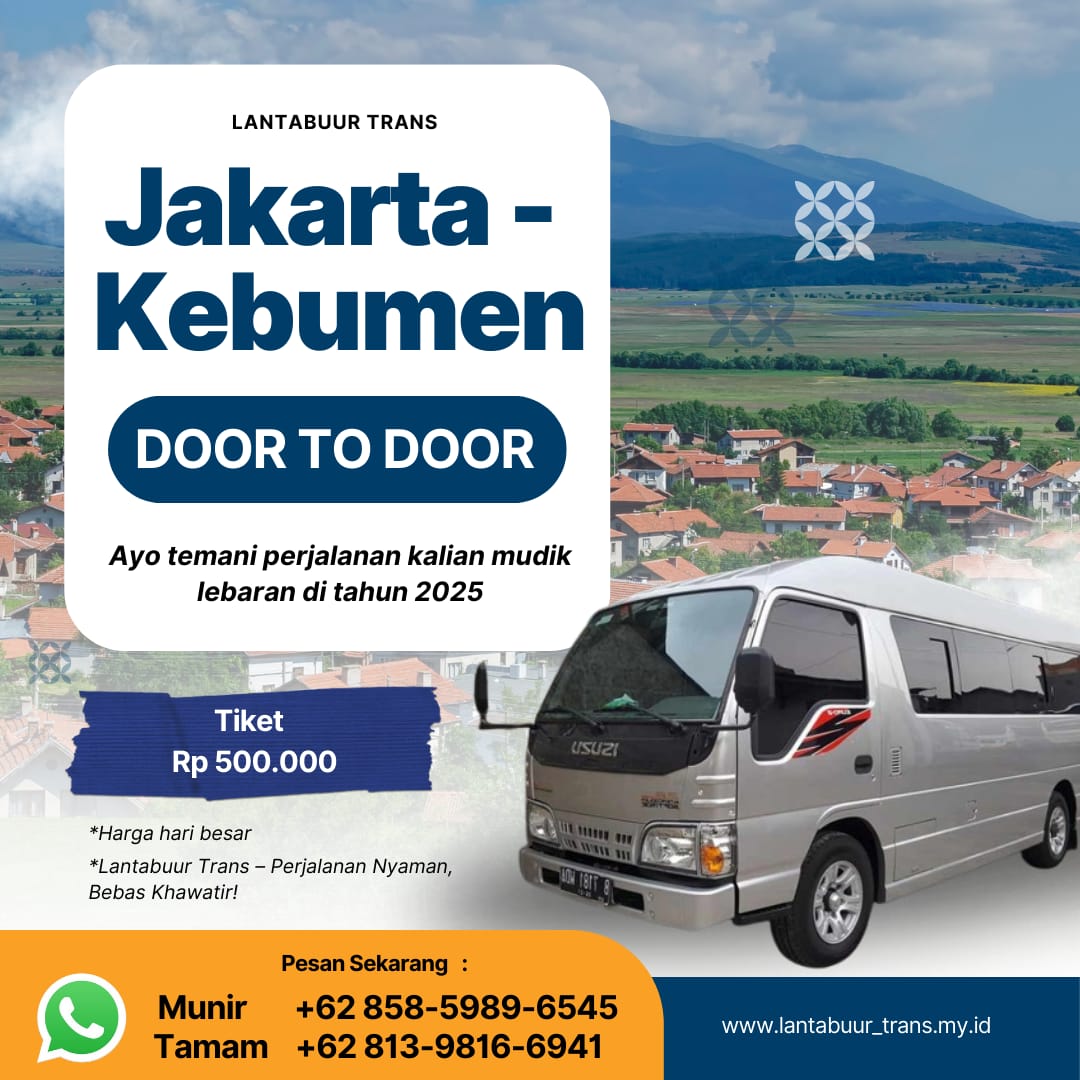 LANTABUUR TRANS
Jakarta -
Kebumen
DOOR TO DOOR
Ayo temani perjalanan kalian mudik
lebaran di tahun 2025
Tiket
Rp 500.000
*Harga hari besar
*Lantabuur Trans – Perjalanan Nyaman,
Bebas Khawatir!
Pesan Sekarang :
Munir +62 858-5989-6545
Tamam +62 813-9816-6941
www.lantabuur_trans.my.id